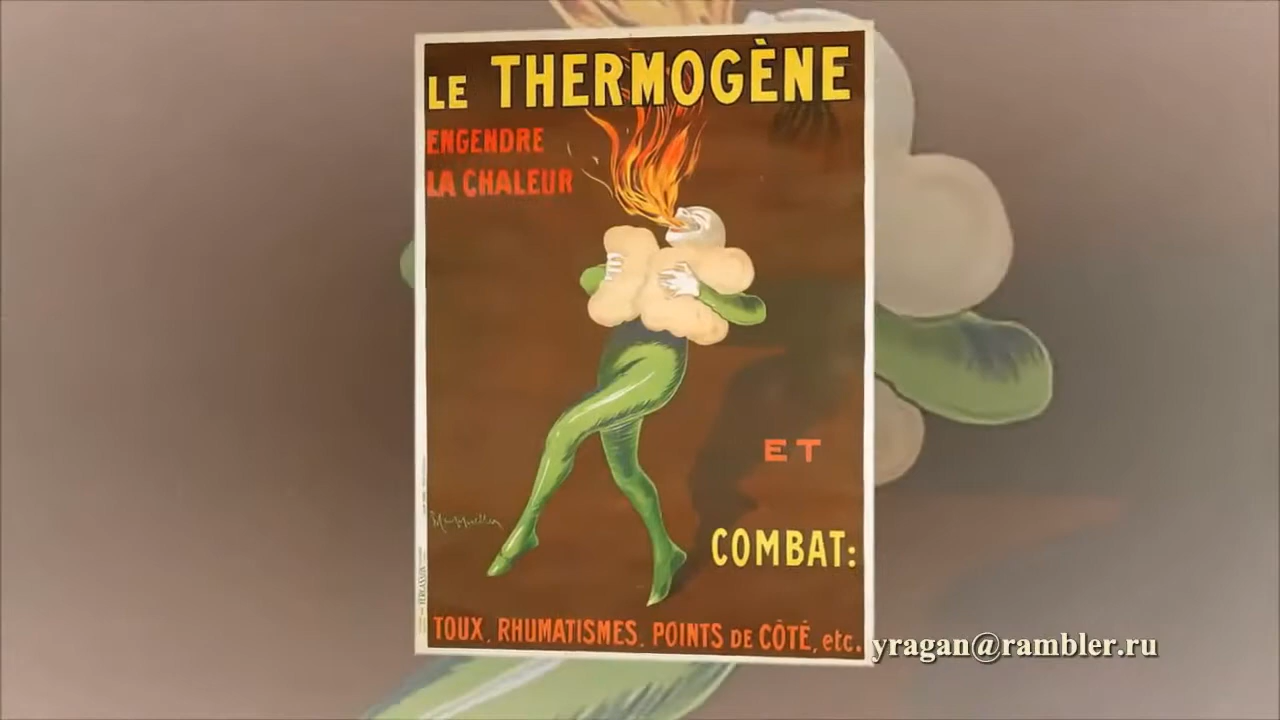 LE THERMOGÈNE
ENGENDRE
LA CHALEUR
ET
COMBAT:
TOUX, RHUMATISMES, POINTS DE CÔTÉ, etc.
yragan@rambler.ru